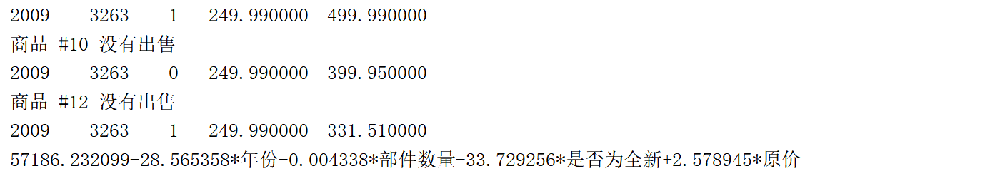 2009    3263    1   249.990000  499.990000
商品 #10 没有出售
2009    3263    0   249.990000  399.950000
商品 #12 没有出售
2009    3263    1   249.990000  331.510000
57186.232099-28.565358*年份-0.004338*部件数量-33.729256*是否为全新+2.578945*原价